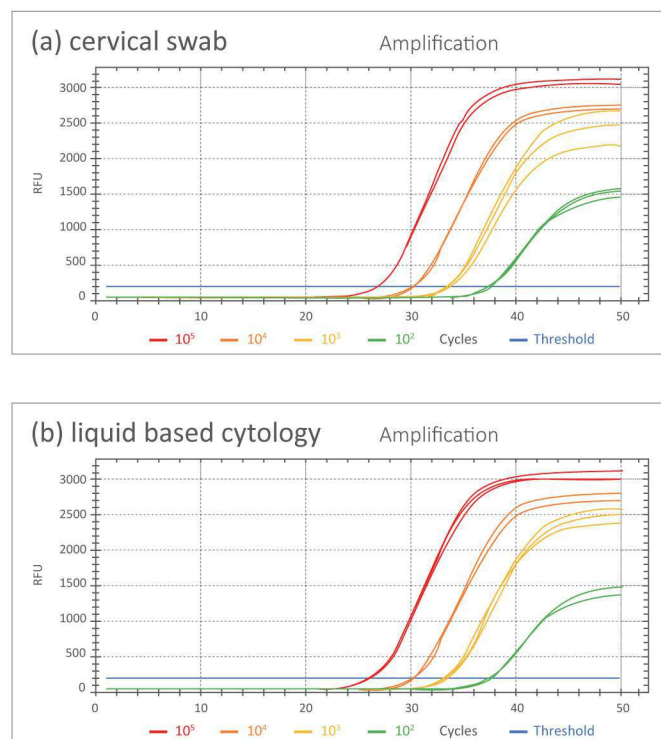 (a) cervical swab
Amplification
3000
2500
2000
1500
1000
500
0
RFU
0 10 20 30 40 50
10⁵ 10⁴ 10³ 10² Cycles Threshold
(b) liquid based cytology
Amplification
3000
2500
2000
1500
1000
500
0
RFU
0 10 20 30 40 50
10⁵ 10⁴ 10³ 10² Cycles Threshold